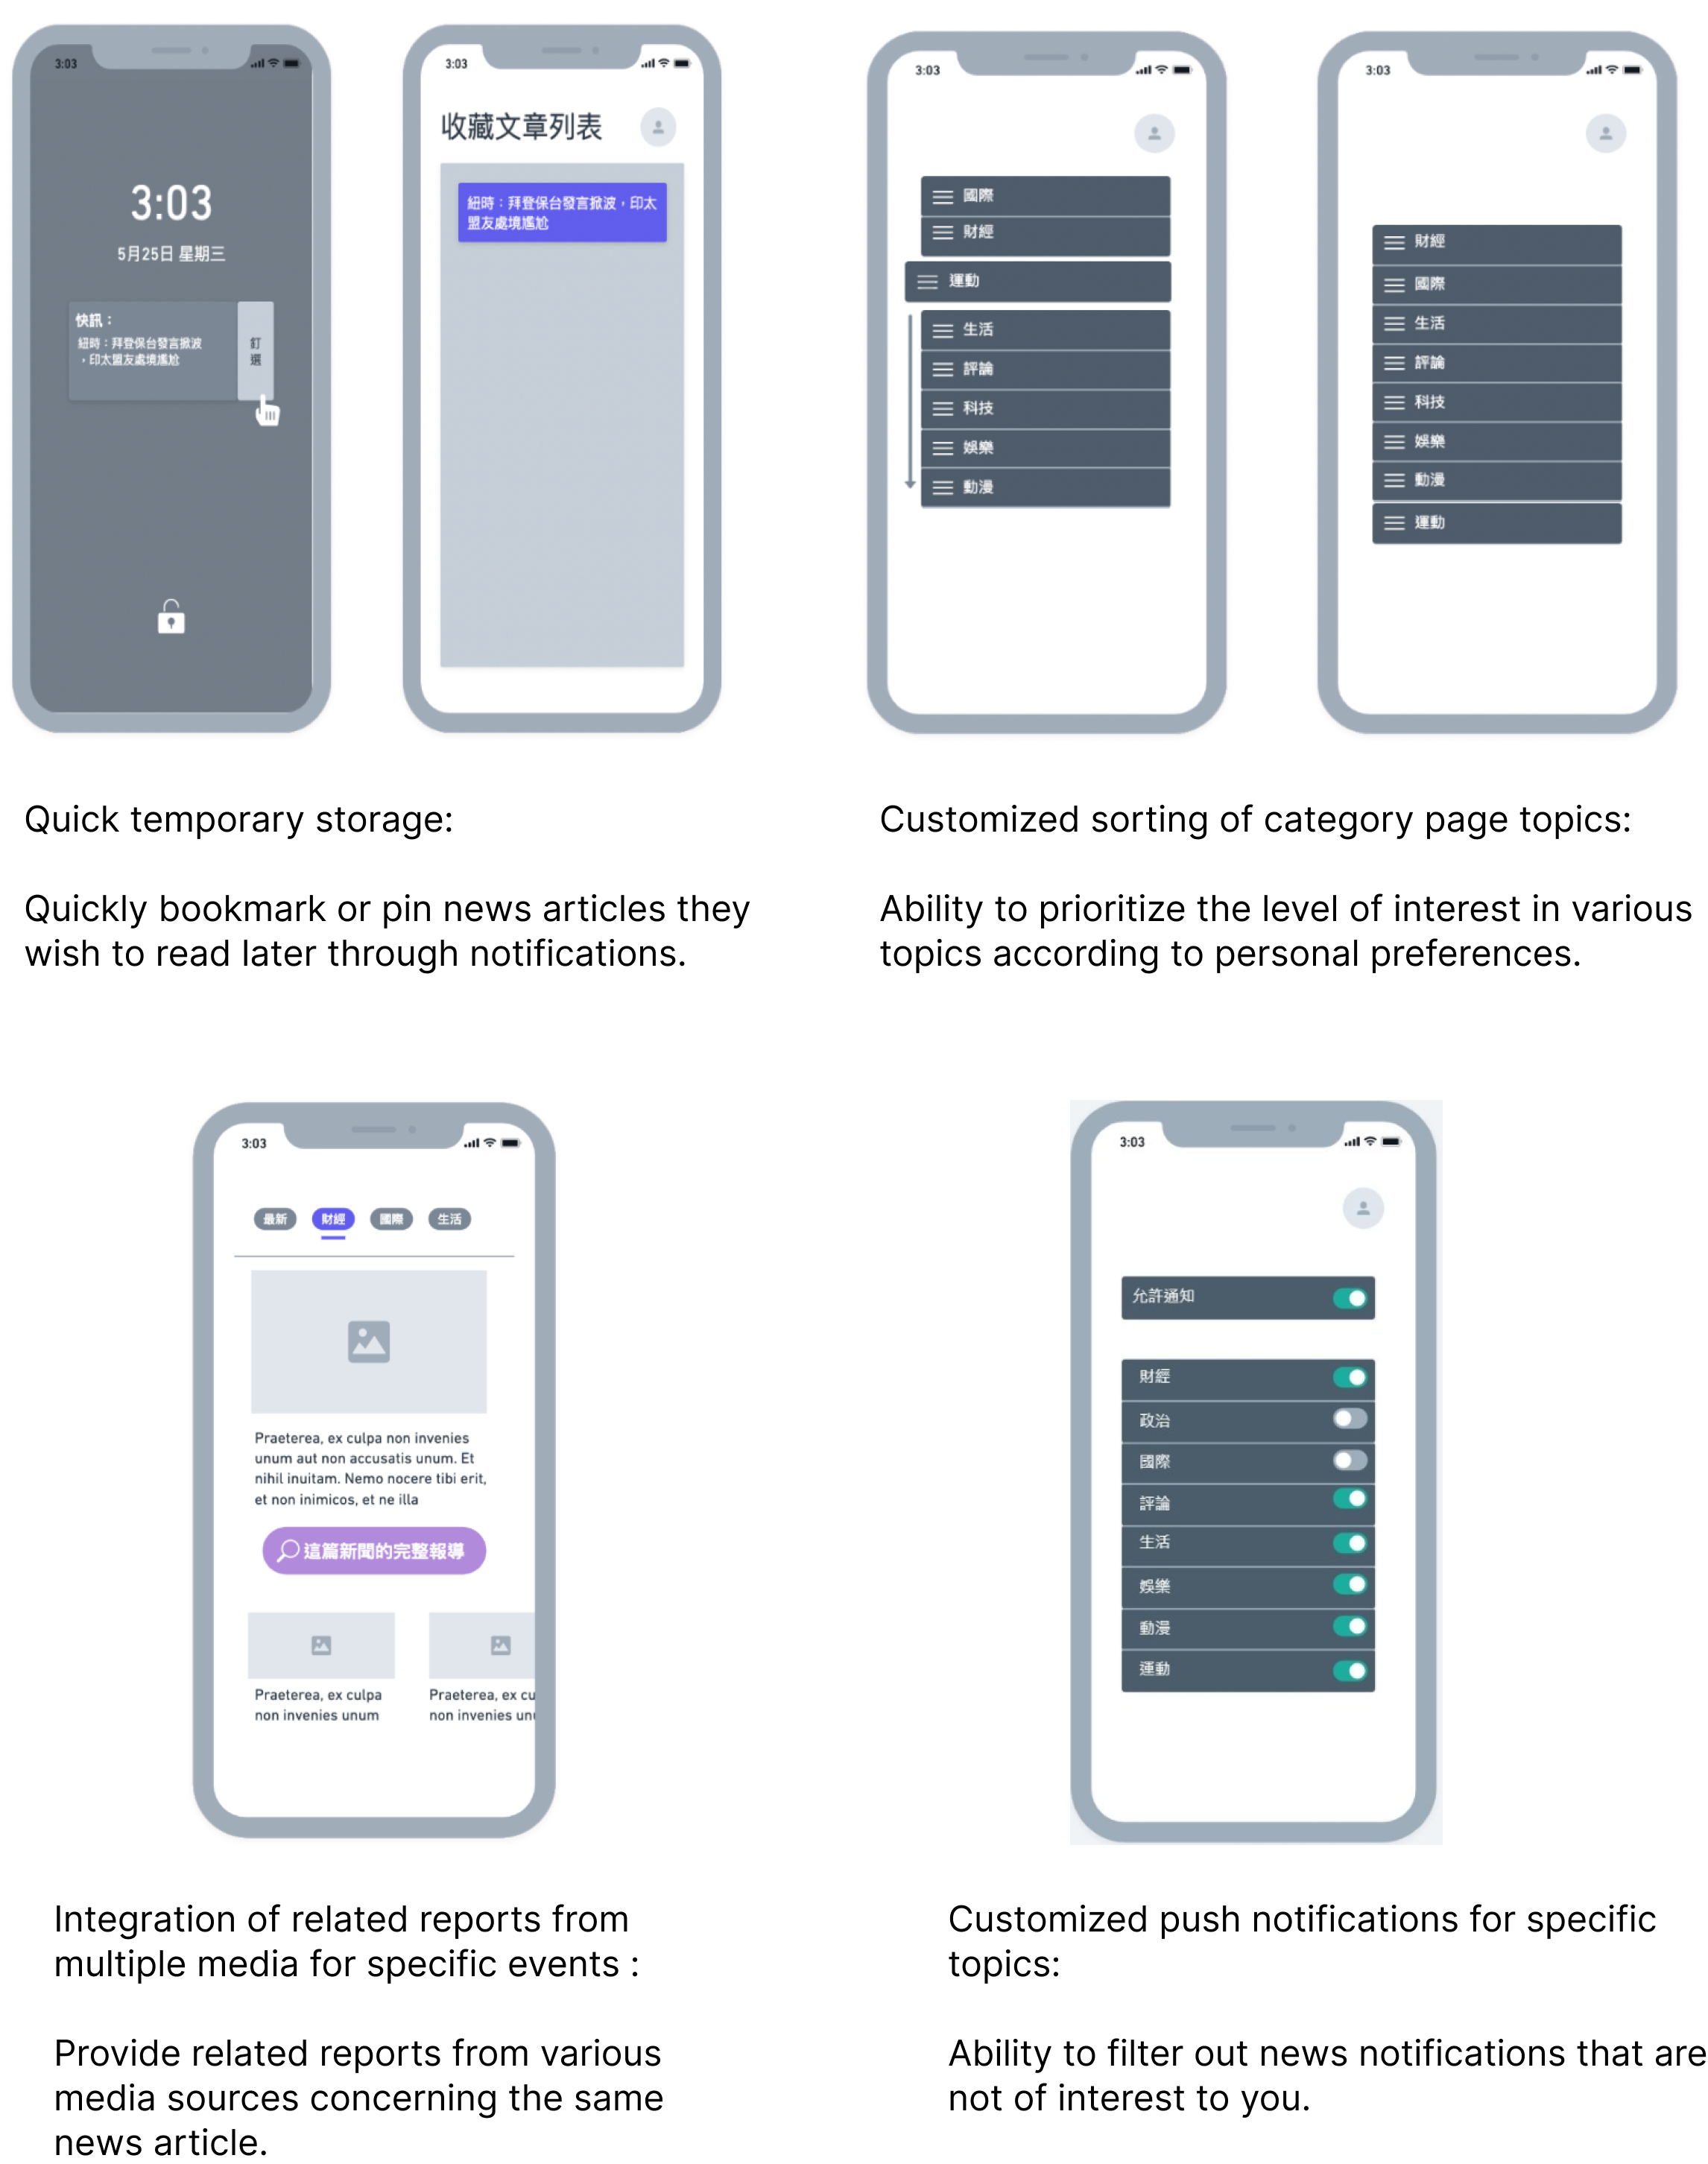 3:03
3:03
5月25日 星期三
快訊：
紐時：拜登保台發言掀波
，印太盟友處境尷尬
釘
選
3:03
收藏文章列表
紐時：拜登保台發言掀波，印太
盟友處境尷尬
3:03
國際
財經
運動
生活
評論
科技
娛樂
動漫
3:03
財經
國際
生活
評論
科技
娛樂
動漫
運動
Quick temporary storage:
Quickly bookmark or pin news articles they
wish to read later through notifications.
Customized sorting of category page topics:
Ability to prioritize the level of interest in various
topics according to personal preferences.
3:03
最新 財經 國際 生活
Praeterea, ex culpa non invenies
unum aut non accusatis unum. Et
nihil inuitam. Nemo nocere tibi erit,
et non inimicos, et ne illa
這篇新聞的完整報導
Praeterea, ex culpa
non invenies unum
Praeterea, ex cu
non invenies un
3:03
允許通知
財經
政治
國際
評論
生活
娛樂
動漫
運動
Integration of related reports from
multiple media for specific events :
Provide related reports from various
media sources concerning the same
news article.
Customized push notifications for specific
topics:
Ability to filter out news notifications that are
not of interest to you.